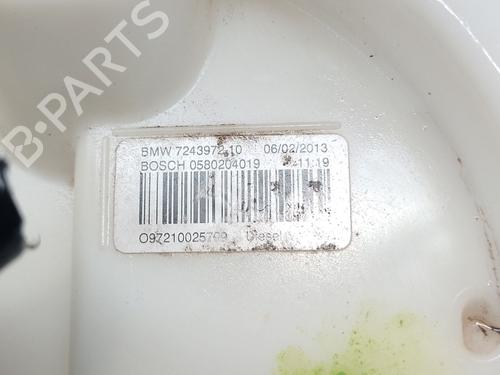 B-PARTS
BMW 7243972.10 06/02/2013
BOSCH 0580204019 11:19
O97210025799 Diesel